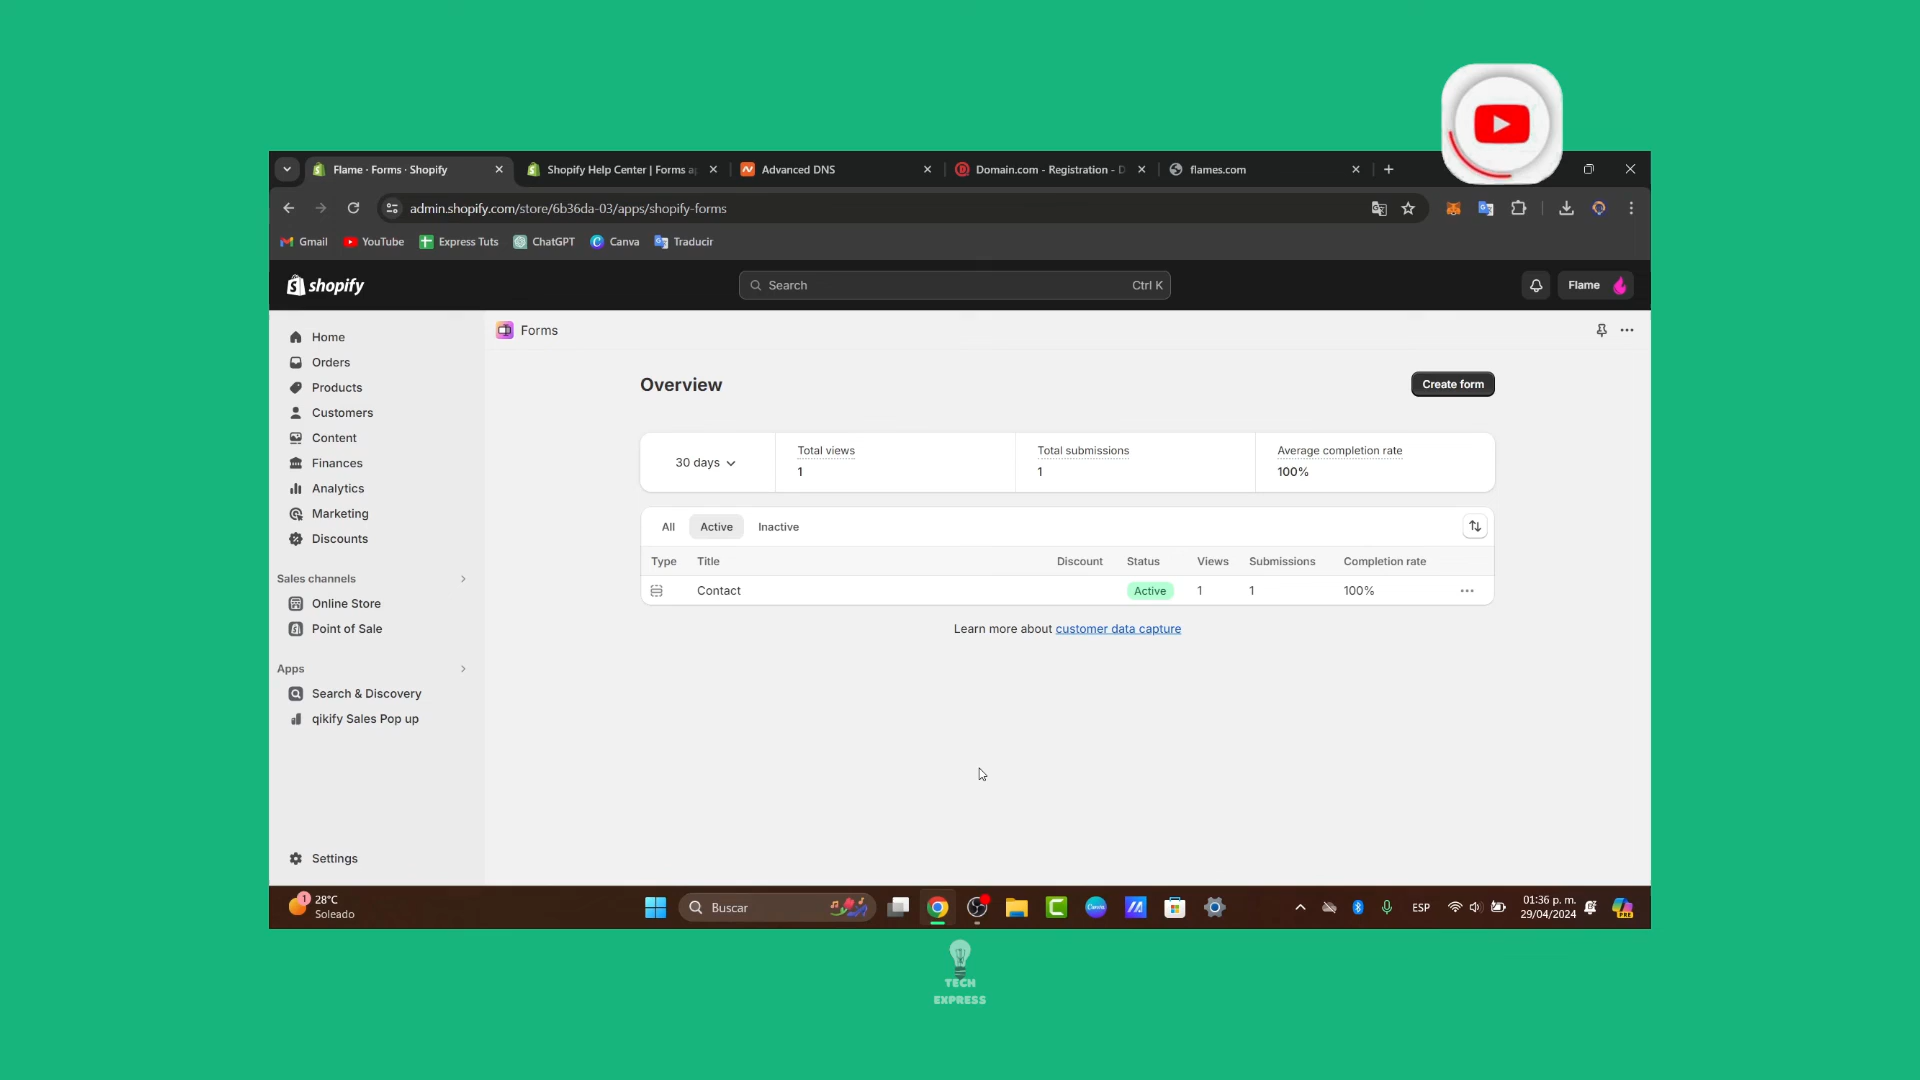 Flame · Forms · Shopify
Shopify Help Center | Forms a
Advanced DNS
Domain.com - Registration - D
flames.com
admin.shopify.com/store/6b36da-03/apps/shopify-forms
Gmail
YouTube
Express Tuts
ChatGPT
Canva
Traducir
shopify
Search
Ctrl K
Flame
Home
Orders
Products
Customers
Content
Finances
Analytics
Marketing
Discounts
Sales channels
Online Store
Point of Sale
Apps
Search & Discovery
qikify Sales Pop up
Settings
Forms
Overview
Create form
30 days
Total views
1
Total submissions
1
Average completion rate
100%
All
Active
Inactive
Type Title Discount Status Views Submissions Completion rate
Contact Active 1 1 100%
Learn more about customer data capture
1
28°C
Soleado
Buscar
Canva
ESP
01:36 p. m.
29/04/2024
PRE
TECH
EXPRESS